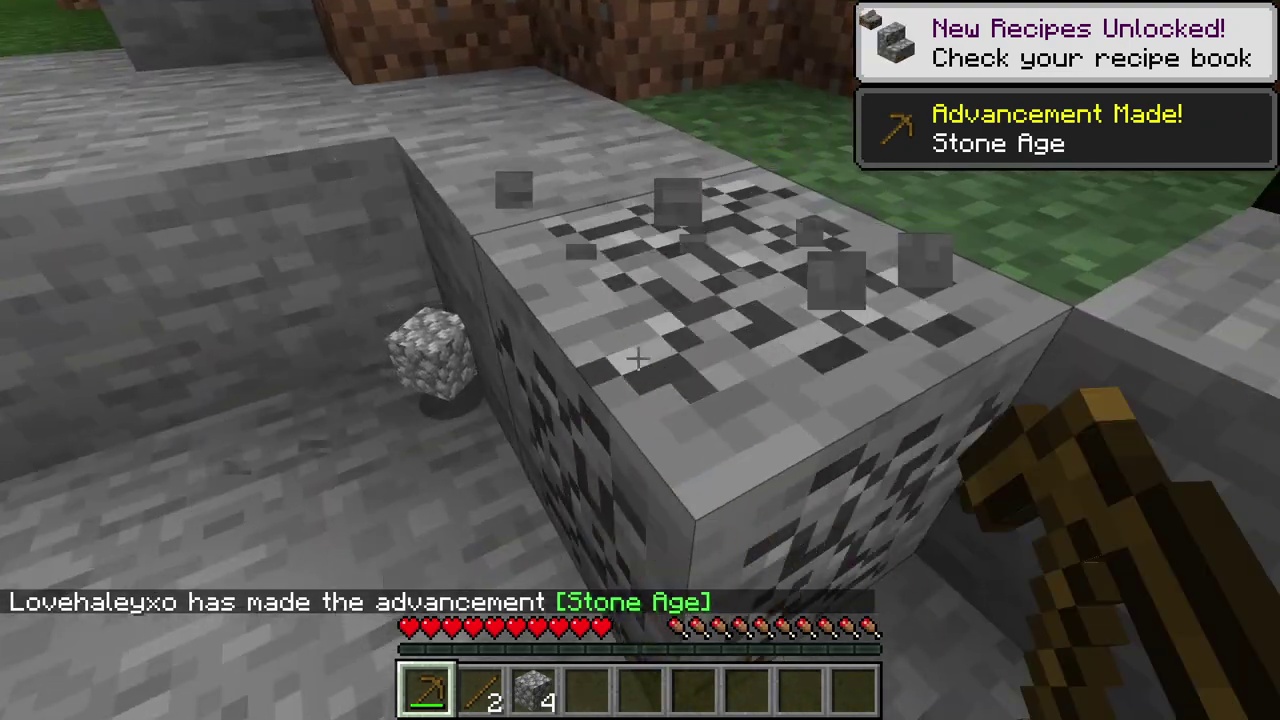 New Recipes Unlocked!
Check your recipe book
Advancement Made!
Stone Age
Lovehaleyxo has made the advancement [Stone Age]
2
4